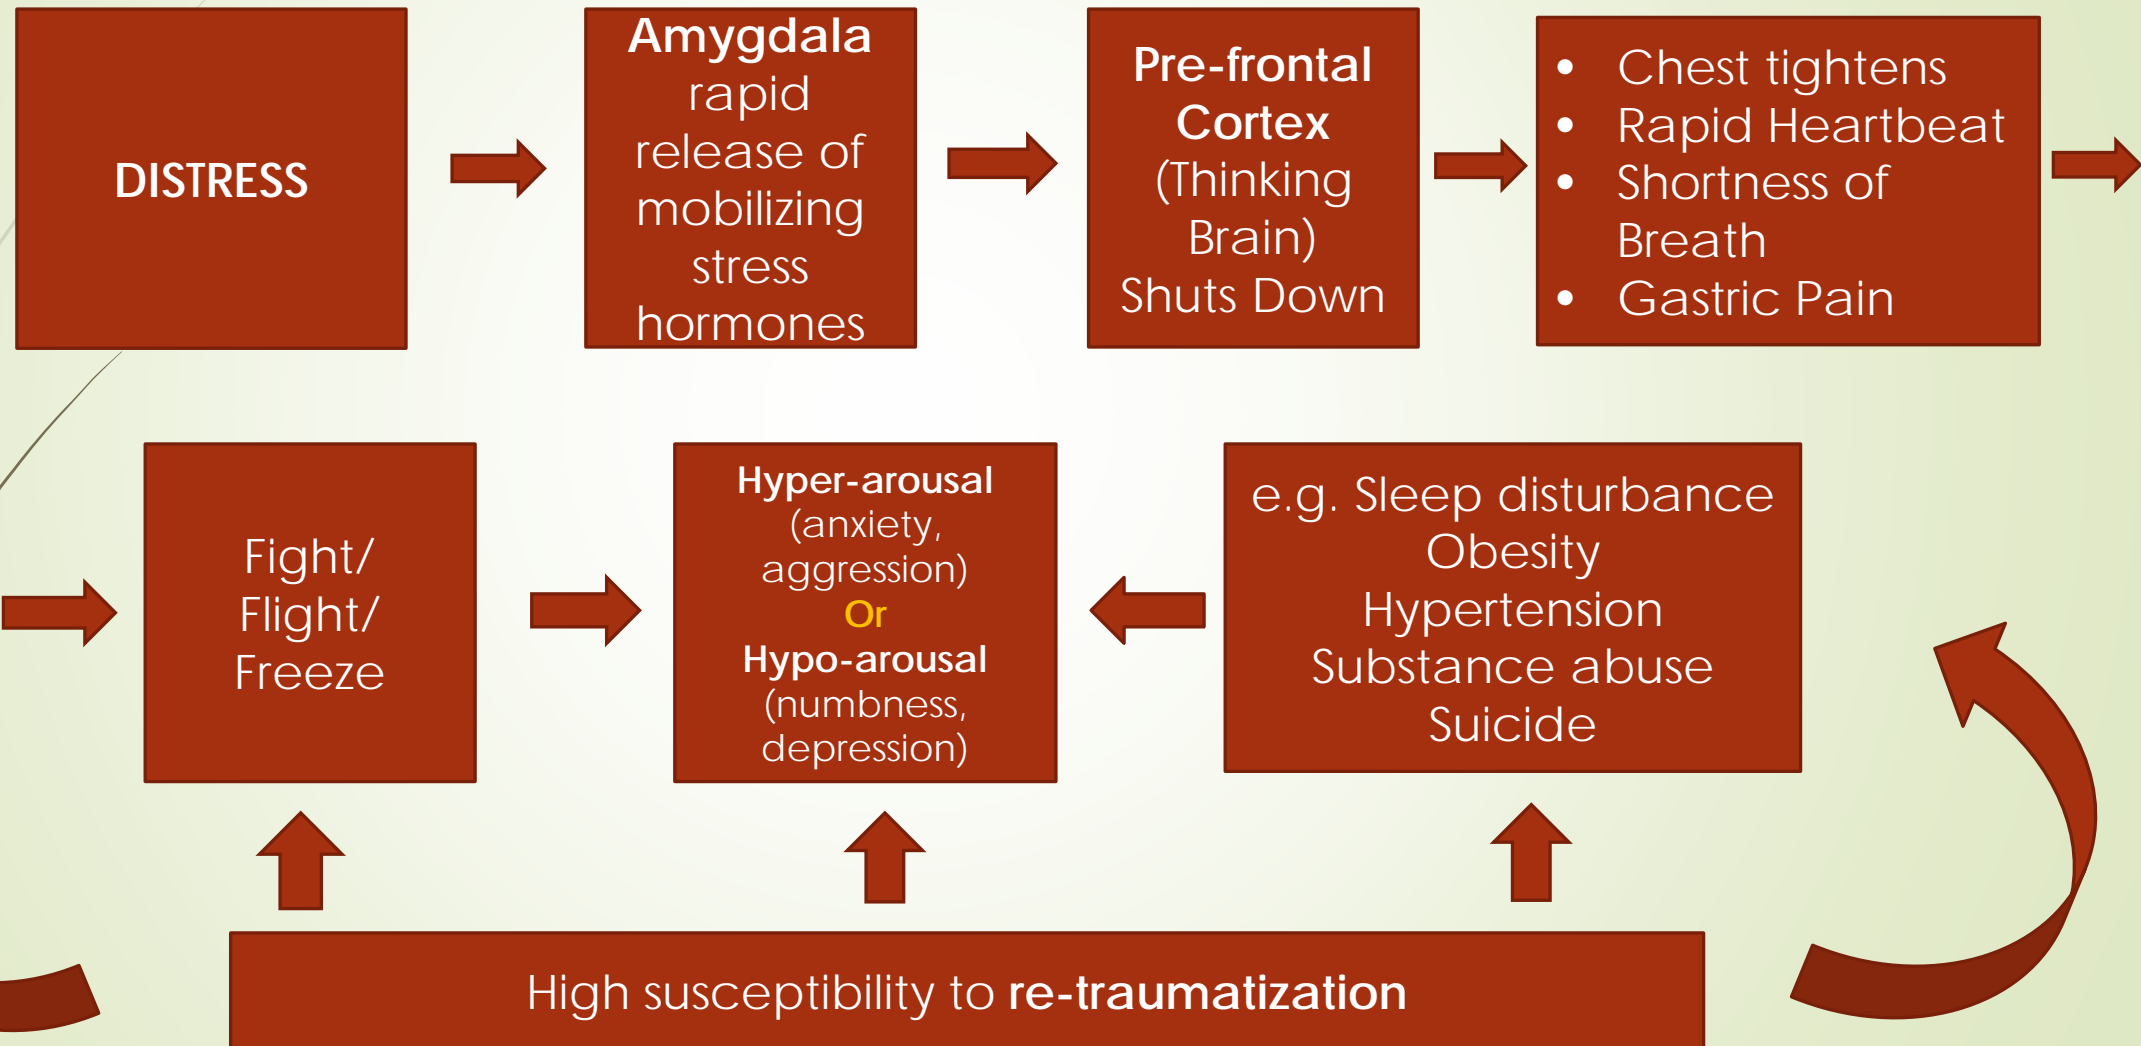 DISTRESS
Amygdala
rapid
release of
mobilizing
stress
hormones
Pre-frontal
Cortex
(Thinking
Brain)
Shuts Down
• Chest tightens
• Rapid Heartbeat
• Shortness of
Breath
• Gastric Pain
Fight/
Flight/
Freeze
Hyper-arousal
(anxiety,
aggression)
Or
Hypo-arousal
(numbness,
depression)
e.g. Sleep disturbance
Obesity
Hypertension
Substance abuse
Suicide
High susceptibility to re-traumatization